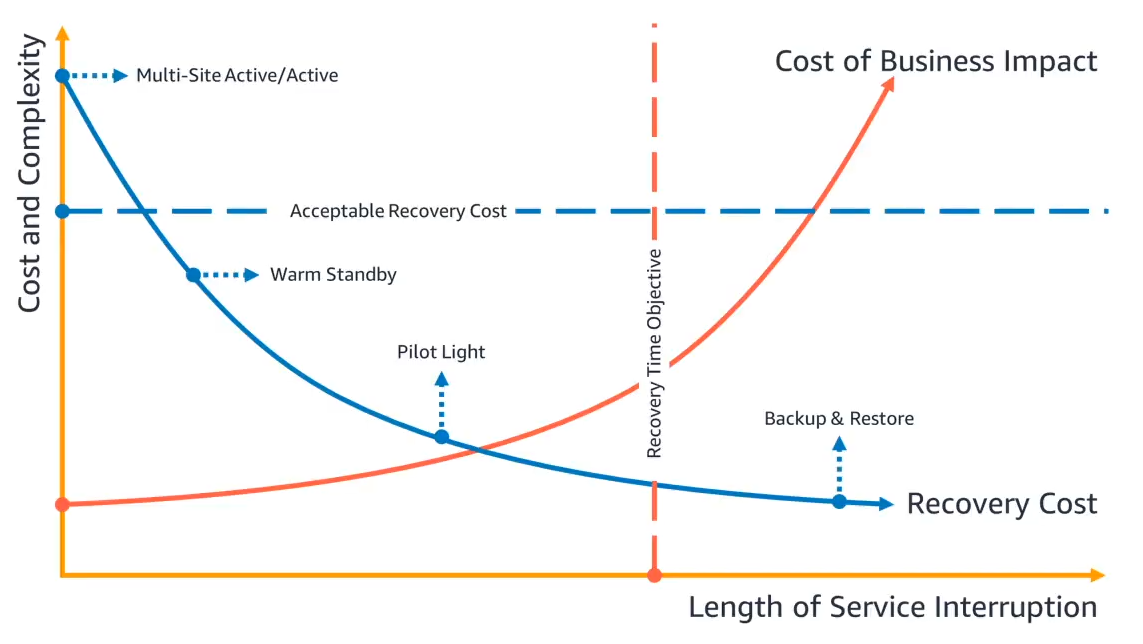 Cost of Business Impact
Multi-Site Active/Active
Cost and Complexity
Acceptable Recovery Cost
Warm Standby
Recovery Time Objective
Pilot Light
Backup & Restore
Recovery Cost
Length of Service Interruption